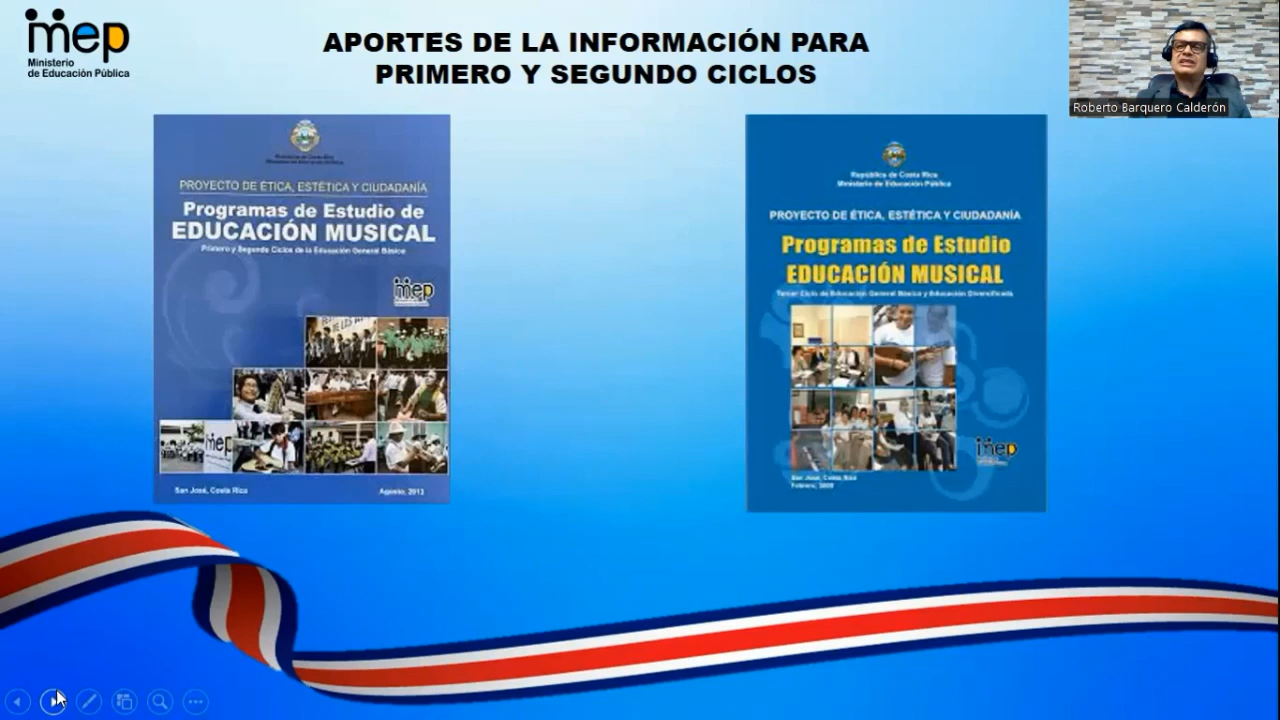 mep
Ministerio
de Educación Pública
APORTES DE LA INFORMACIÓN PARA
PRIMERO Y SEGUNDO CICLOS
Roberto Barquero Calderón
PROYECTO DE ÉTICA, ESTÉTICA Y CIUDADANÍA
Programas de Estudio de
EDUCACIÓN MUSICAL
Primero y Segundo Ciclos de la Educación General Básica
mep
mep
San José, Costa Rica
Agosto, 2013
República de Costa Rica
Ministerio de Educación Pública
PROYECTO DE ÉTICA, ESTÉTICA Y CIUDADANÍA
Programas de Estudio
EDUCACIÓN MUSICAL
Tercer Ciclo de Educación General Básica y Educación Diversificada
mep
San José, Costa Rica